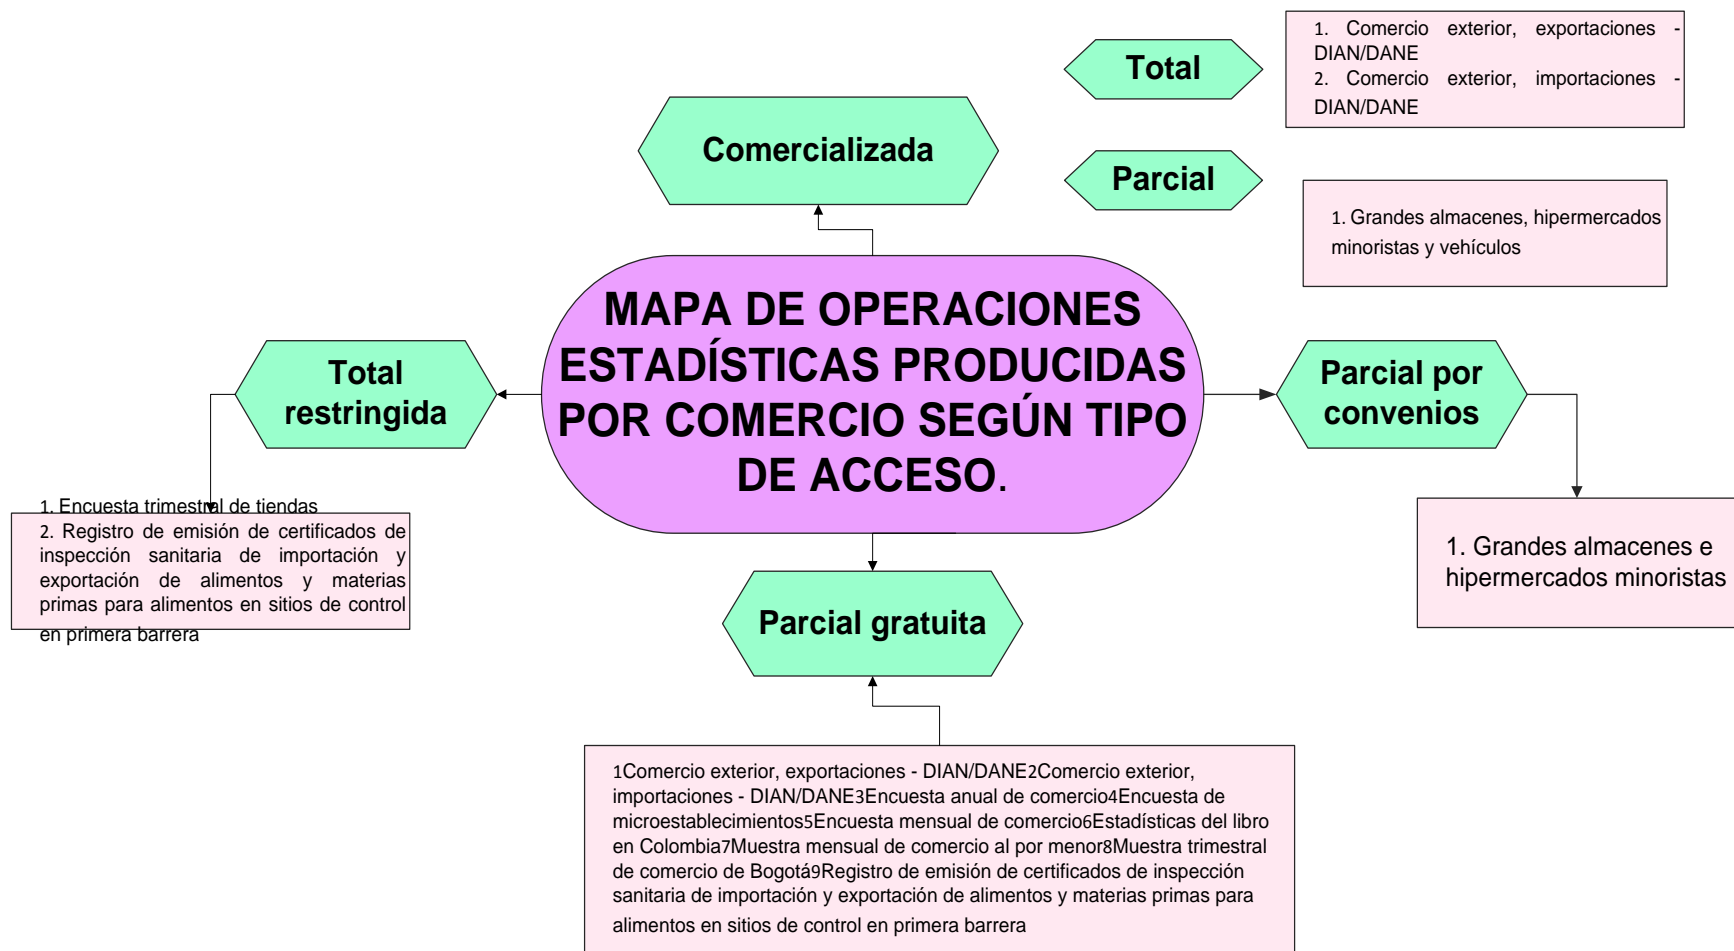 1. Comercio exterior, exportaciones -
DIAN/DANE
2. Comercio exterior, importaciones -
DIAN/DANE
Total
Comercializada
Parcial
1. Grandes almacenes, hipermercados
minoristas y vehículos
MAPA DE OPERACIONES
ESTADÍSTICAS PRODUCIDAS
POR COMERCIO SEGÚN TIPO
DE ACCESO.
Total
restringida
Parcial por
convenios
1. Encuesta trimestral de tiendas
2. Registro de emisión de certificados de
inspección sanitaria de importación y
exportación de alimentos y materias
primas para alimentos en sitios de control
en primera barrera
1. Grandes almacenes e
hipermercados minoristas
Parcial gratuita
1Comercio exterior, exportaciones - DIAN/DANE2Comercio exterior,
importaciones - DIAN/DANE3Encuesta anual de comercio4Encuesta de
microestablecimientos5Encuesta mensual de comercio6Estadísticas del libro
en Colombia7Muestra mensual de comercio al por menor8Muestra trimestral
de comercio de Bogotá9Registro de emisión de certificados de inspección
sanitaria de importación y exportación de alimentos y materias primas para
alimentos en sitios de control en primera barrera